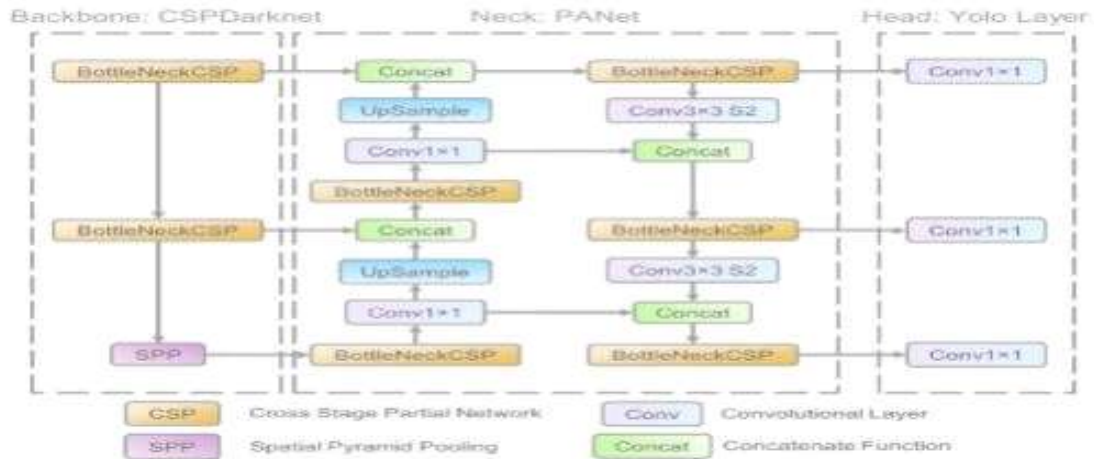 Backbone: CSPDarknet Neck: PANet Head: Yolo Layer
BottleNeckCSP Concat BottleNeckCSP Conv1×1
UpSample Conv3×3 S2
Conv1×1 Concat
BottleNeckCSP
BottleNeckCSP Concat BottleNeckCSP Conv1×1
UpSample Conv3×3 S2
Conv1×1 Concat
SPP BottleNeckCSP BottleNeckCSP Conv1×1
CSP Cross Stage Partial Network Conv Convolutional Layer
SPP Spatial Pyramid Pooling Concat Concatenate Function